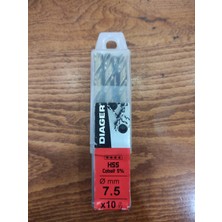 DIAGER
HSS
Cobalt 5%
Ø mm
7.5
x10